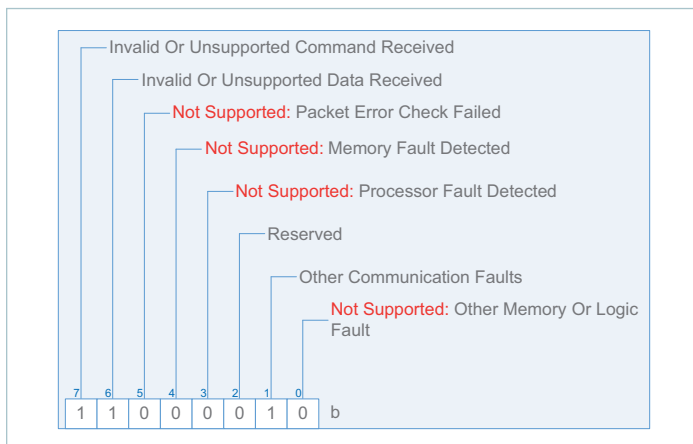 Invalid Or Unsupported Command Received
Invalid Or Unsupported Data Received
Not Supported: Packet Error Check Failed
Not Supported: Memory Fault Detected
Not Supported: Processor Fault Detected
Reserved
Other Communication Faults
Not Supported: Other Memory Or Logic
Fault
7 6 5 4 3 2 1 0
1 1 0 0 0 0 1 0 b